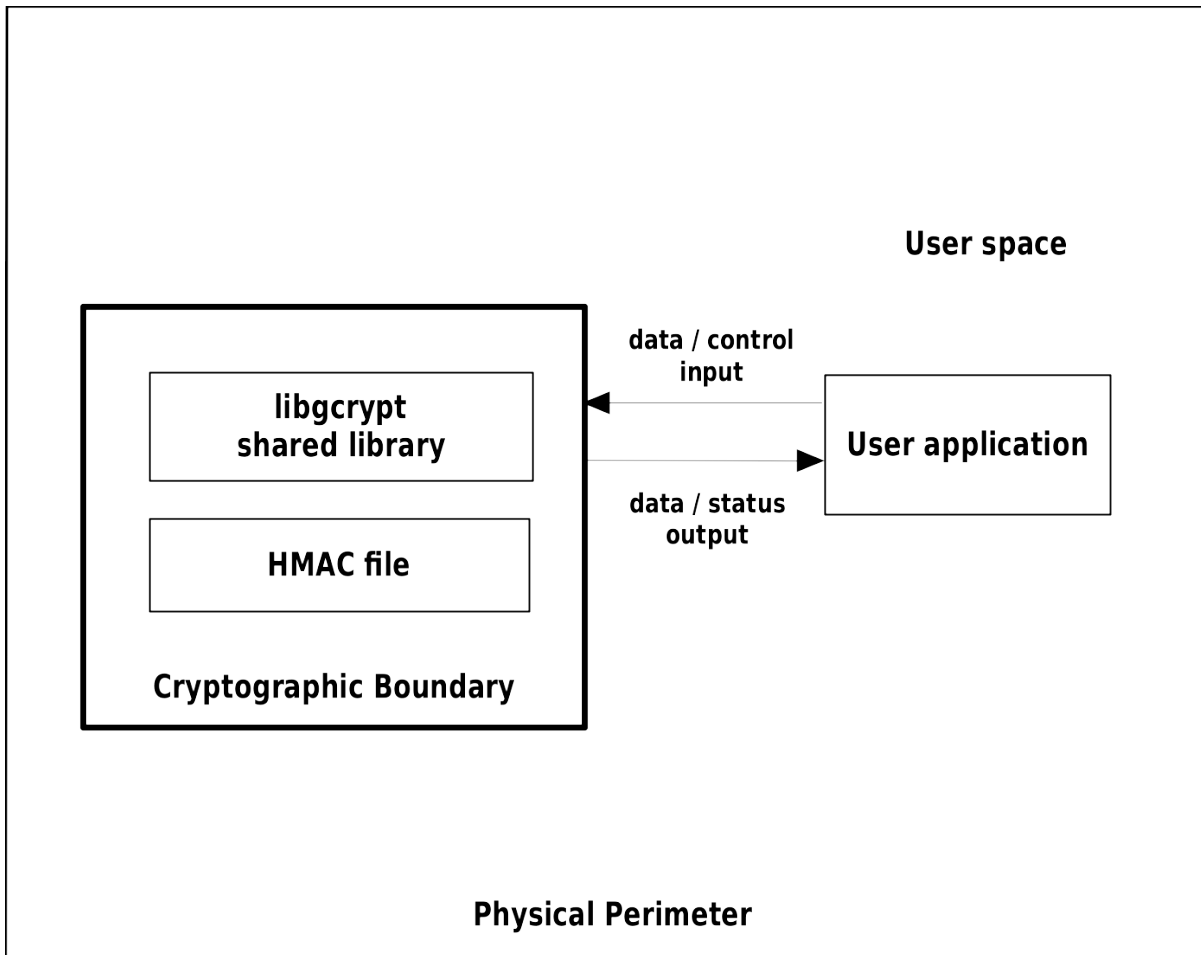 User space
data / control
input
libgcrypt
shared library
User application
data / status
output
HMAC file
Cryptographic Boundary
Physical Perimeter